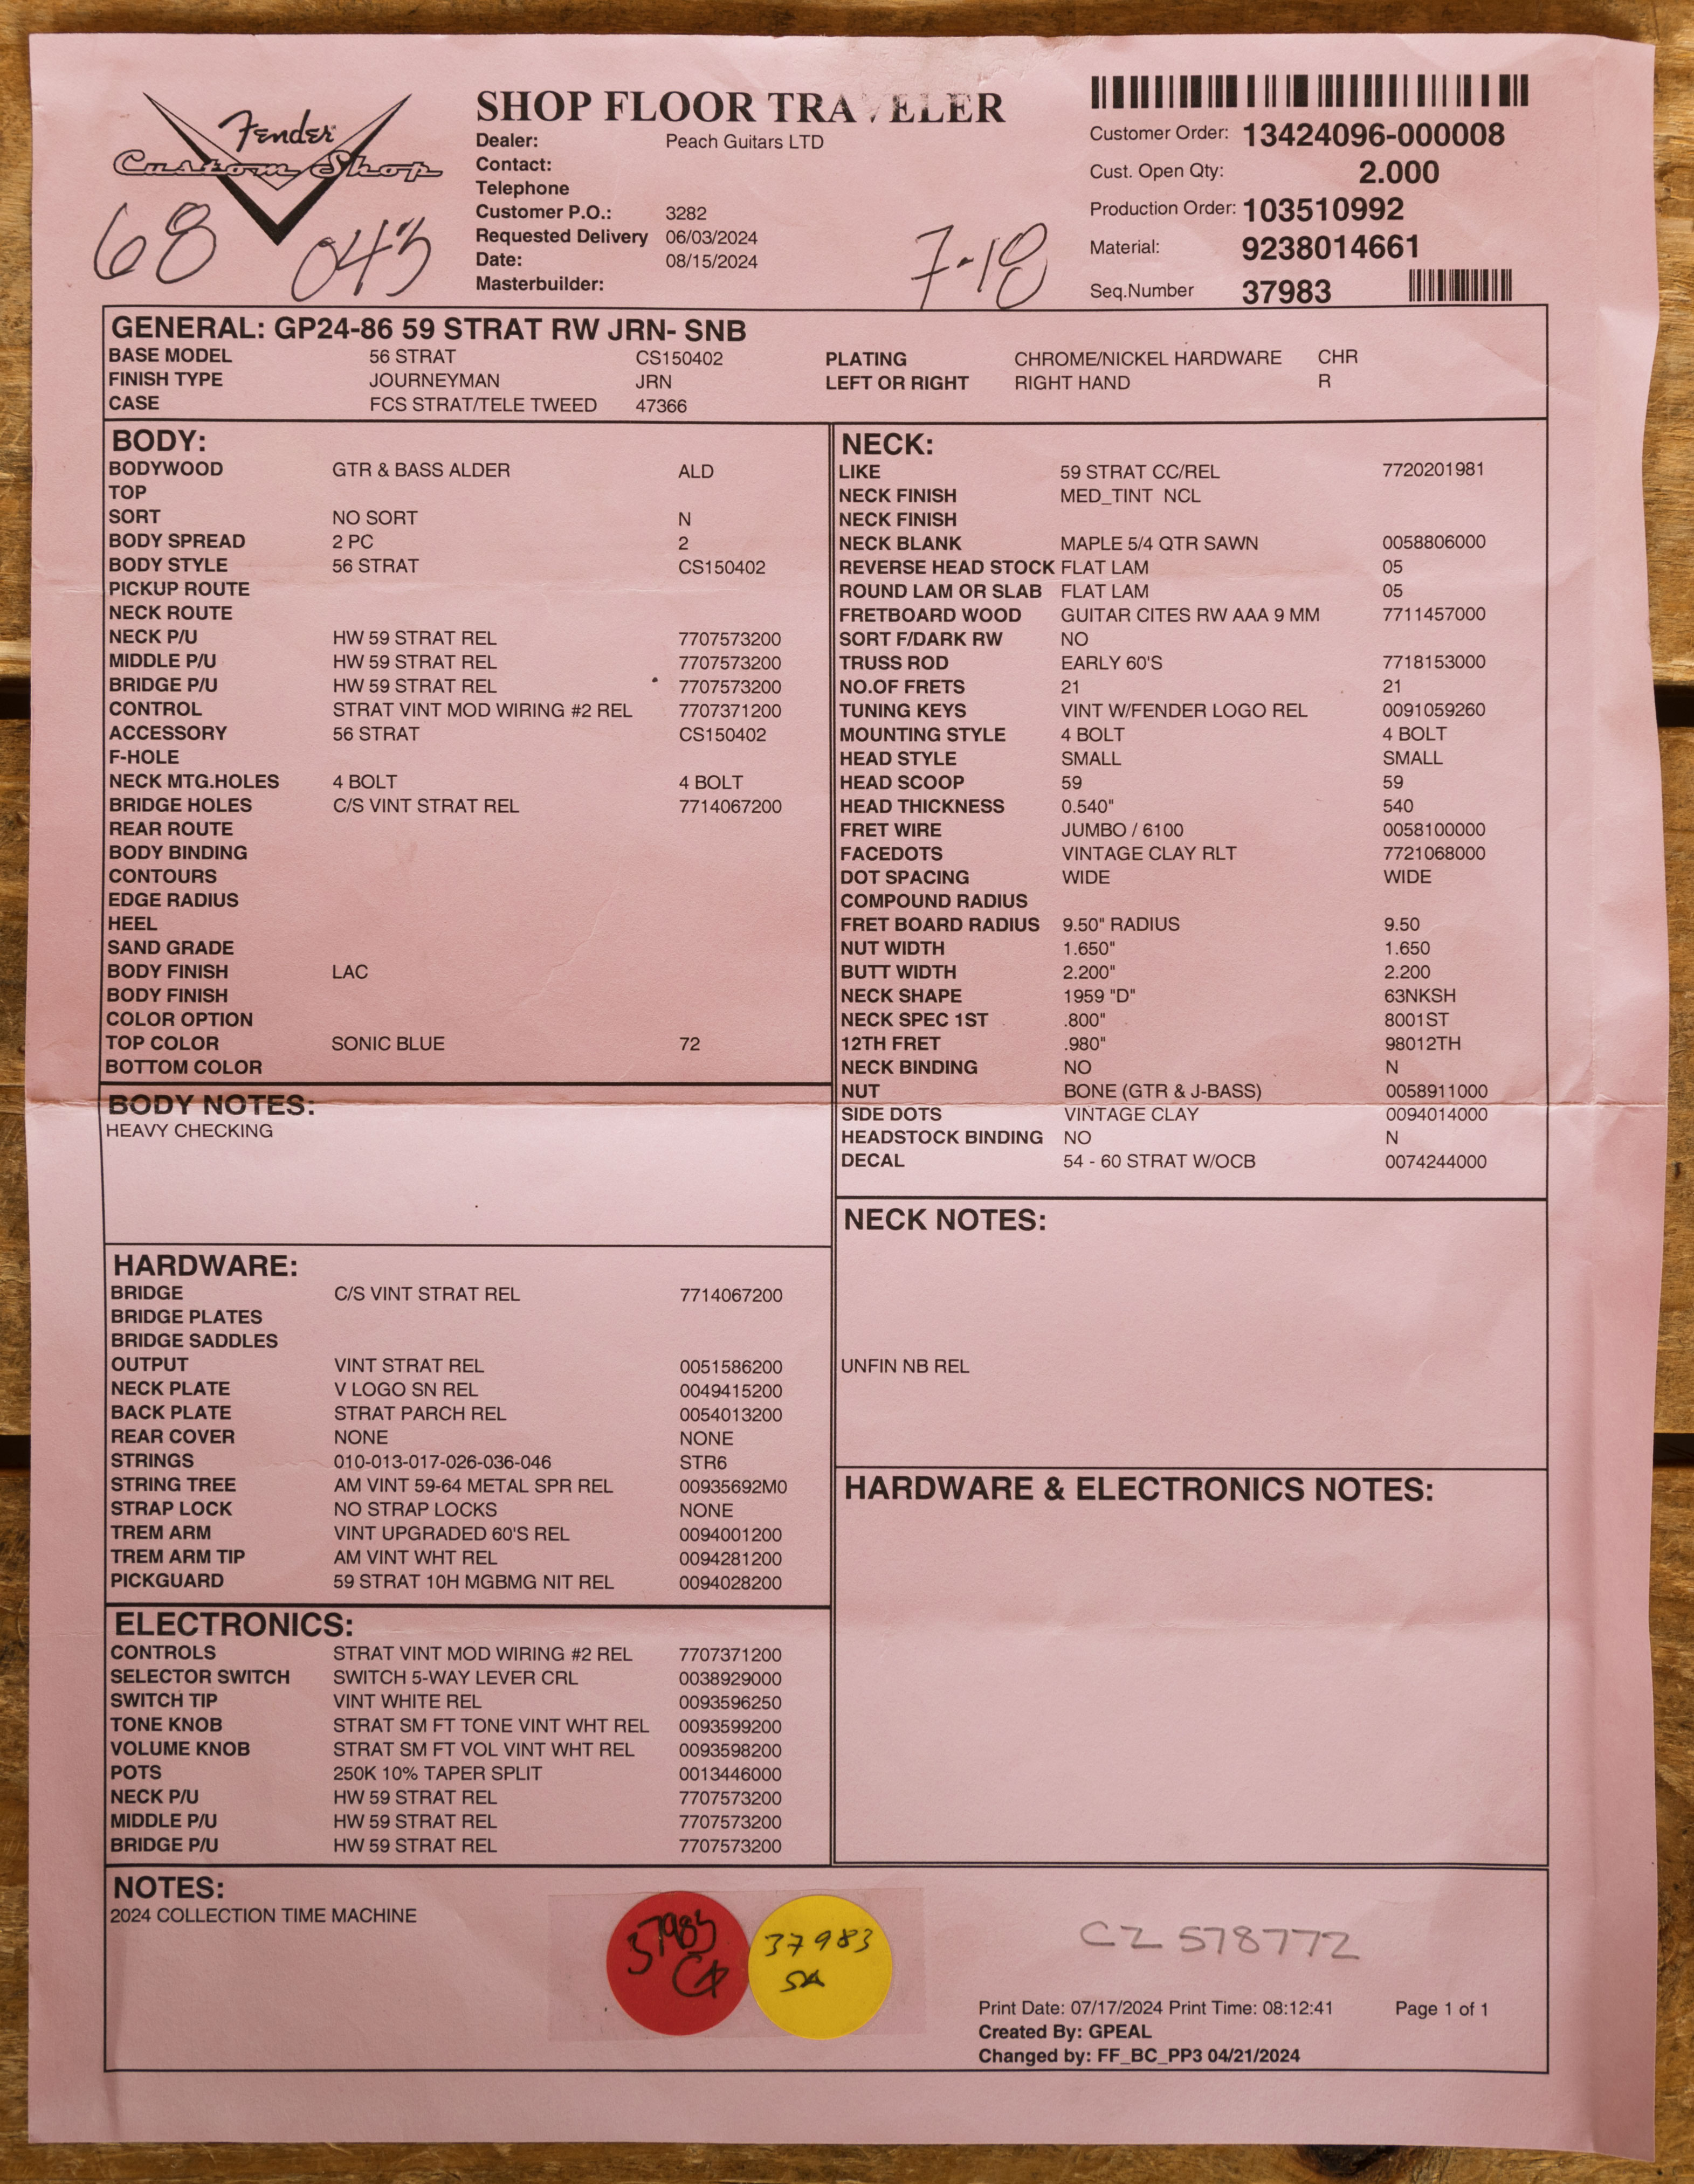 Fender
Custom Shop
68 043
SHOP FLOOR TRAVELER
Dealer: Peach Guitars LTD
Contact:
Telephone
Customer P.O.: 3282
Requested Delivery 06/03/2024
Date: 08/15/2024
Masterbuilder:
7-18
Customer Order: 13424096-000008
Cust. Open Qty: 2.000
Production Order: 103510992
Material: 9238014661
Seq.Number 37983
GENERAL: GP24-86 59 STRAT RW JRN- SNB
BASE MODEL 56 STRAT CS150402
FINISH TYPE JOURNEYMAN JRN
CASE FCS STRAT/TELE TWEED 47366
PLATING CHROME/NICKEL HARDWARE CHR
LEFT OR RIGHT RIGHT HAND R
BODY:
BODYWOOD GTR & BASS ALDER ALD
TOP
SORT NO SORT N
BODY SPREAD 2 PC 2
BODY STYLE 56 STRAT CS150402
PICKUP ROUTE
NECK ROUTE
NECK P/U HW 59 STRAT REL 7707573200
MIDDLE P/U HW 59 STRAT REL 7707573200
BRIDGE P/U HW 59 STRAT REL 7707573200
CONTROL STRAT VINT MOD WIRING #2 REL 7707371200
ACCESSORY 56 STRAT CS150402
F-HOLE
NECK MTG.HOLES 4 BOLT 4 BOLT
BRIDGE HOLES C/S VINT STRAT REL 7714067200
REAR ROUTE
BODY BINDING
CONTOURS
EDGE RADIUS
HEEL
SAND GRADE
BODY FINISH LAC
BODY FINISH
COLOR OPTION
TOP COLOR SONIC BLUE 72
BOTTOM COLOR
BODY NOTES:
HEAVY CHECKING
HARDWARE:
BRIDGE C/S VINT STRAT REL 7714067200
BRIDGE PLATES
BRIDGE SADDLES
OUTPUT VINT STRAT REL 0051586200
NECK PLATE V LOGO SN REL 0049415200
BACK PLATE STRAT PARCH REL 0054013200
REAR COVER NONE NONE
STRINGS 010-013-017-026-036-046 STR6
STRING TREE AM VINT 59-64 METAL SPR REL 00935692M0
STRAP LOCK NO STRAP LOCKS NONE
TREM ARM VINT UPGRADED 60'S REL 0094001200
TREM ARM TIP AM VINT WHT REL 0094281200
PICKGUARD 59 STRAT 10H MGBMG NIT REL 0094028200
ELECTRONICS:
CONTROLS STRAT VINT MOD WIRING #2 REL 7707371200
SELECTOR SWITCH SWITCH 5-WAY LEVER CRL 0038929000
SWITCH TIP VINT WHITE REL 0093596250
TONE KNOB STRAT SM FT TONE VINT WHT REL 0093599200
VOLUME KNOB STRAT SM FT VOL VINT WHT REL 0093598200
POTS 250K 10% TAPER SPLIT 0013446000
NECK P/U HW 59 STRAT REL 7707573200
MIDDLE P/U HW 59 STRAT REL 7707573200
BRIDGE P/U HW 59 STRAT REL 7707573200
NECK:
LIKE 59 STRAT CC/REL 7720201981
NECK FINISH MED_TINT NCL
NECK FINISH
NECK BLANK MAPLE 5/4 QTR SAWN 0058806000
REVERSE HEAD STOCK FLAT LAM 05
ROUND LAM OR SLAB FLAT LAM 05
FRETBOARD WOOD GUITAR CITES RW AAA 9 MM 7711457000
SORT F/DARK RW NO
TRUSS ROD EARLY 60'S 7718153000
NO.OF FRETS 21 21
TUNING KEYS VINT W/FENDER LOGO REL 0091059260
MOUNTING STYLE 4 BOLT 4 BOLT
HEAD STYLE SMALL SMALL
HEAD SCOOP 59 59
HEAD THICKNESS 0.540" 540
FRET WIRE JUMBO / 6100 0058100000
FACEDOTS VINTAGE CLAY RLT 7721068000
DOT SPACING WIDE WIDE
COMPOUND RADIUS
FRET BOARD RADIUS 9.50" RADIUS 9.50
NUT WIDTH 1.650" 1.650
BUTT WIDTH 2.200" 2.200
NECK SHAPE 1959 "D" 63NKSH
NECK SPEC 1ST .800" 8001ST
12TH FRET .980" 98012TH
NECK BINDING NO N
NUT BONE (GTR & J-BASS) 0058911000
SIDE DOTS VINTAGE CLAY 0094014000
HEADSTOCK BINDING NO N
DECAL 54 - 60 STRAT W/OCB 0074244000
NECK NOTES:
UNFIN NB REL
HARDWARE & ELECTRONICS NOTES:
NOTES:
2024 COLLECTION TIME MACHINE
37983
37983
SA
CZ 578772
Print Date: 07/17/2024 Print Time: 08:12:41 Page 1 of 1
Created By: GPEAL
Changed by: FF_BC_PP3 04/21/2024